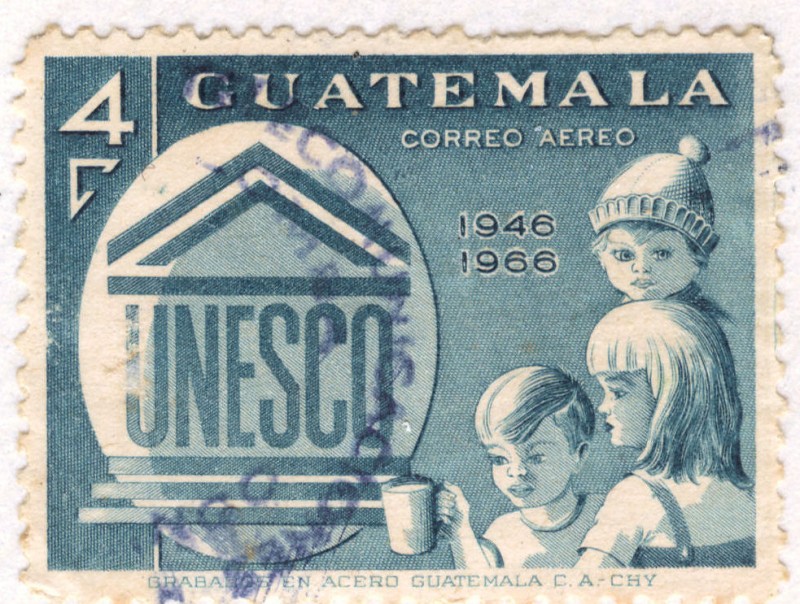 4 GUATEMALA
C CORREO AEREO
1946
1966
UNESCO
EN ACERO GUATEMALA C. A.-CHY